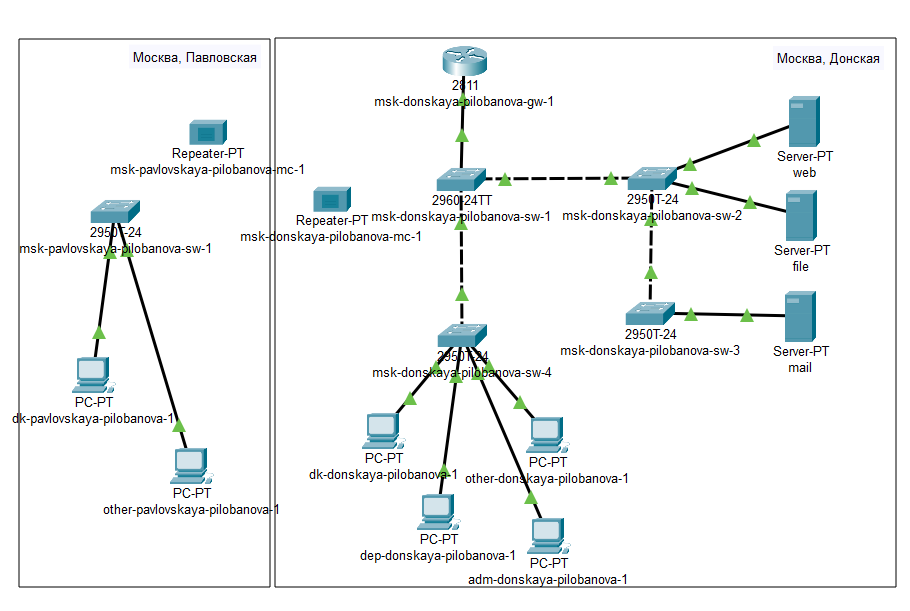 Москва, Павловская
Repeater-PT
msk-pavlovskaya-pilobanova-mc-1
2950T-24
msk-pavlovskaya-pilobanova-sw-1
PC-PT
dk-pavlovskaya-pilobanova-1
PC-PT
other-pavlovskaya-pilobanova-1
Москва, Донская
2811
msk-donskaya-pilobanova-gw-1
Repeater-PT
msk-donskaya-pilobanova-mc-1
2960-24TT
msk-donskaya-pilobanova-sw-1
2950T-24
msk-donskaya-pilobanova-sw-2
Server-PT
web
Server-PT
file
2950T-24
msk-donskaya-pilobanova-sw-3
Server-PT
mail
2950T-24
msk-donskaya-pilobanova-sw-4
PC-PT
dk-donskaya-pilobanova-1
PC-PT
other-donskaya-pilobanova-1
PC-PT
dep-donskaya-pilobanova-1
PC-PT
adm-donskaya-pilobanova-1